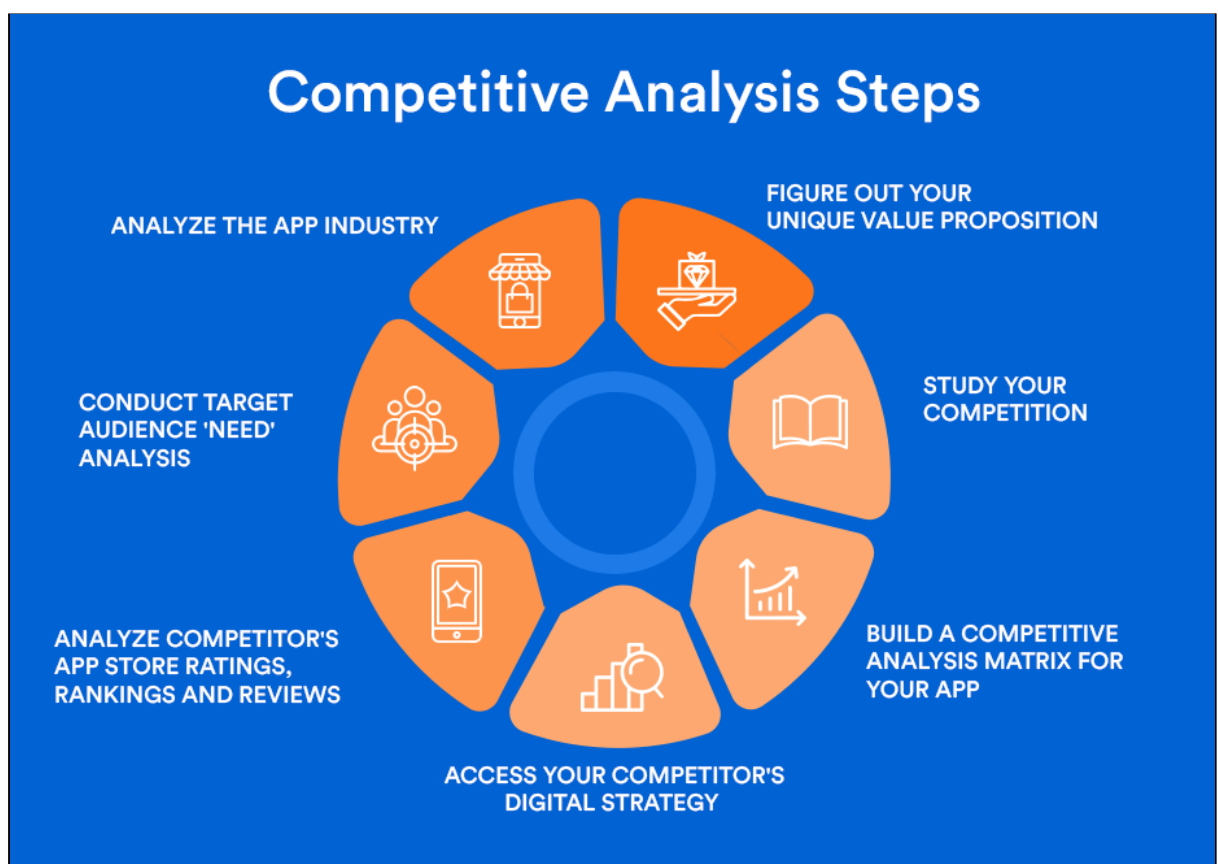 Competitive Analysis Steps
FIGURE OUT YOUR
UNIQUE VALUE PROPOSITION
STUDY YOUR
COMPETITION
BUILD A COMPETITIVE
ANALYSIS MATRIX FOR
YOUR APP
ACCESS YOUR COMPETITOR'S
DIGITAL STRATEGY
ANALYZE COMPETITOR'S
APP STORE RATINGS,
RANKINGS AND REVIEWS
CONDUCT TARGET
AUDIENCE 'NEED'
ANALYSIS
ANALYZE THE APP INDUSTRY